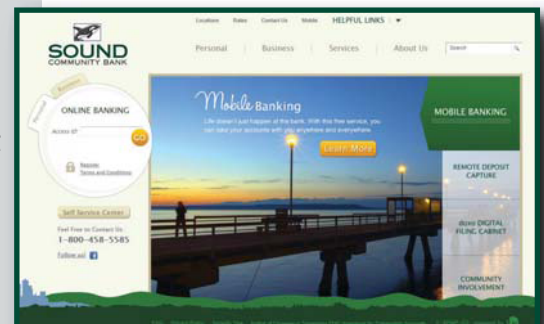 Locations Rates Contact Us Mobile HELPFUL LINKS
SOUND
COMMUNITY BANK
Personal Business Services About Us Search
Personal
Business
ONLINE BANKING
Access ID
GO
Register
Terms and Conditions
Self Service Center
Feel Free to Contact Us
1-800-458-5585
Follow us!
Mobile Banking
Life doesn't just happen at the bank. With this free service, you
can take your accounts with you anywhere and everywhere.
Learn More
MOBILE BANKING
REMOTE DEPOSIT
CAPTURE
doxo DIGITAL
FILING CABINET
COMMUNITY
INVOLVEMENT